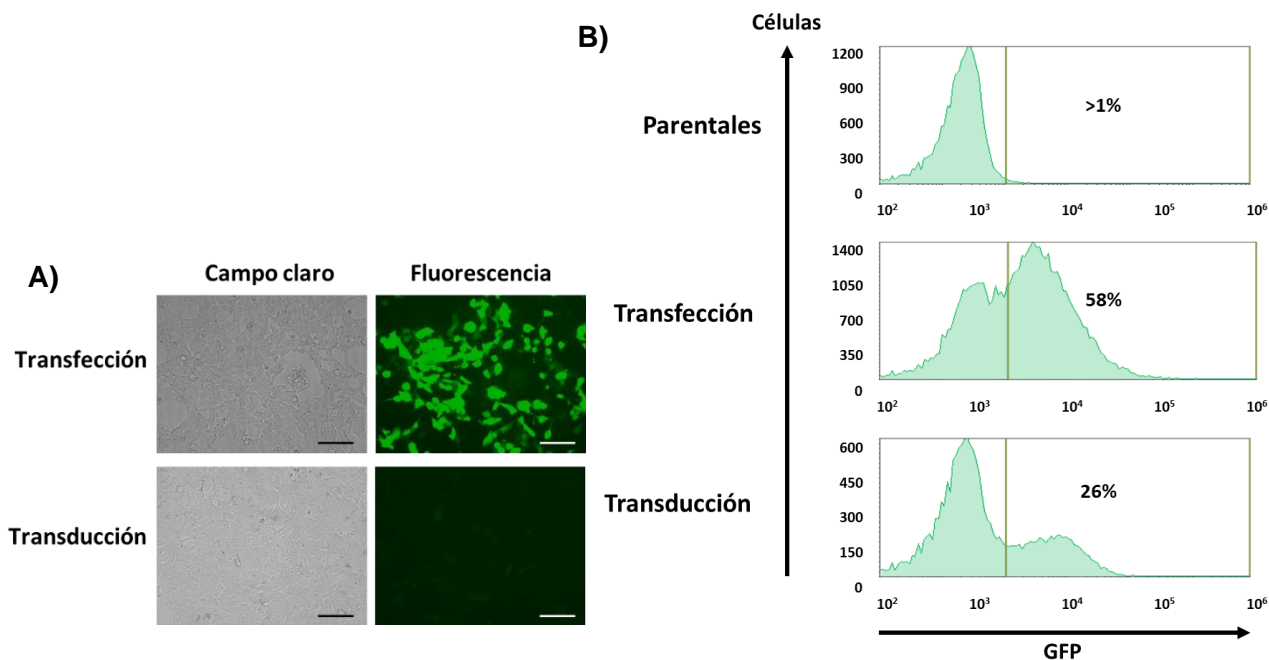 A)
Campo claro Fluorescencia
Transfección
Transducción
B)
Células
Parentales
1200
900
600
300
0
>1%
10² 10³ 10⁴ 10⁵ 10⁶
Transfección
1400
1050
700
350
0
58%
10² 10³ 10⁴ 10⁵ 10⁶
Transducción
600
450
300
150
0
26%
10² 10³ 10⁴ 10⁵ 10⁶
GFP